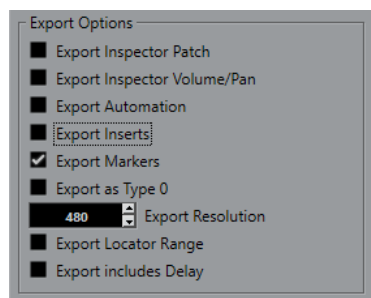 Export Options
Export Inspector Patch
Export Inspector Volume/Pan
Export Automation
Export Inserts
Export Markers
Export as Type 0
480 Export Resolution
Export Locator Range
Export includes Delay